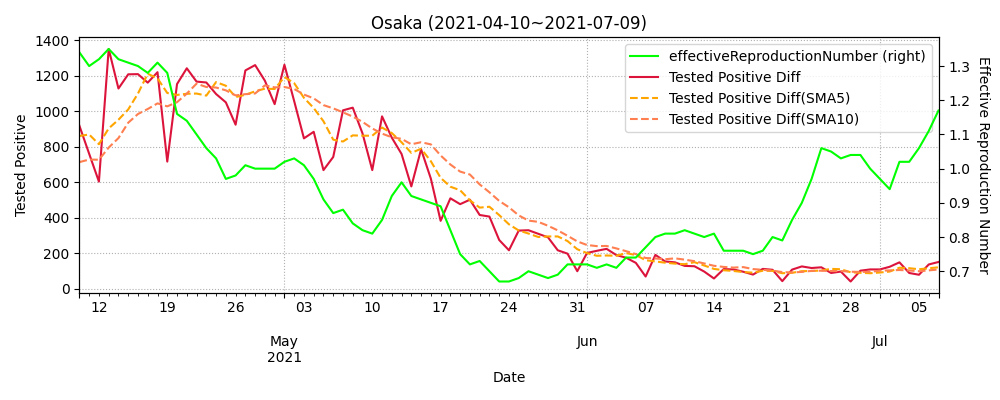 Osaka (2021-04-10~2021-07-09)
effectiveReproductionNumber (right)
Tested Positive Diff
Tested Positive Diff(SMA5)
Tested Positive Diff(SMA10)
Tested Positive
1400
1200
1000
800
600
400
200
0
1.3
1.2
1.1
1.0
0.9
0.8
0.7
Effective Reproduction Number
12 19 26 03 10 17 24 31 07 14 21 28 05
May Jun Jul
2021
Date